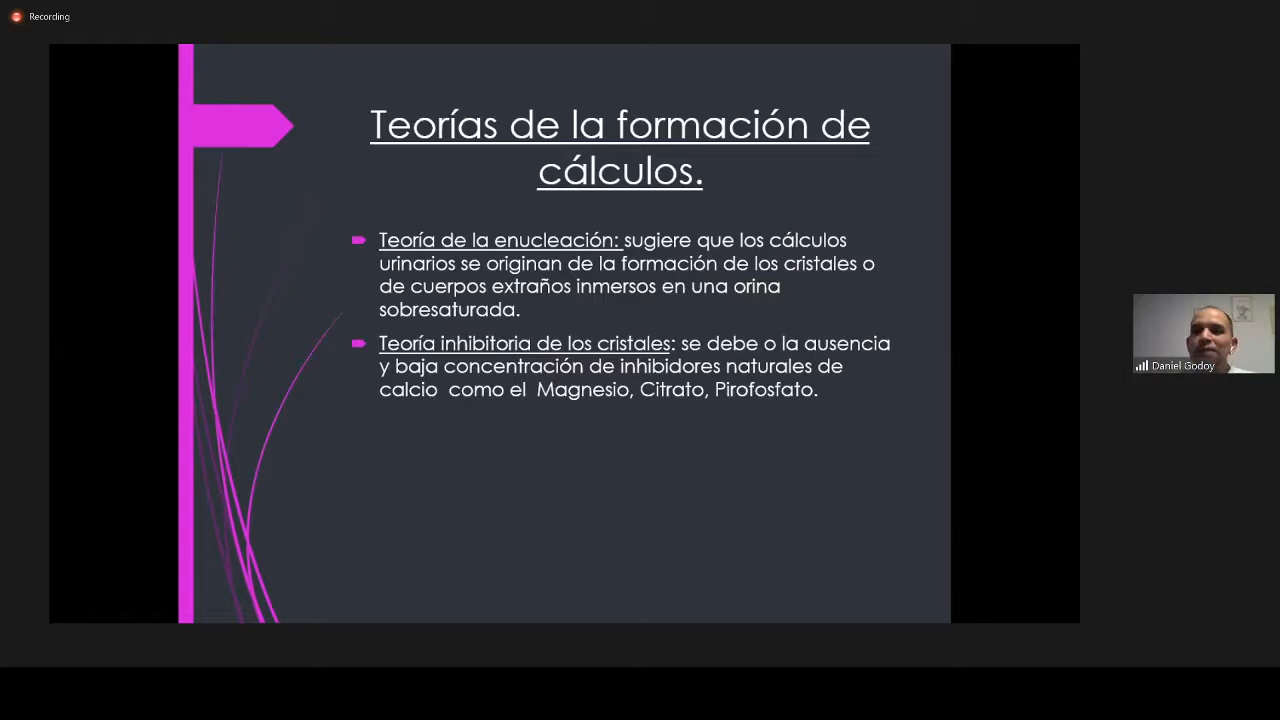 Recording
Teorías de la formación de
cálculos.
Teoría de la enucleación: sugiere que los cálculos
urinarios se originan de la formación de los cristales o
de cuerpos extraños inmersos en una orina
sobresaturada.
Teoría inhibitoria de los cristales: se debe o la ausencia
y baja concentración de inhibidores naturales de
calcio  como el  Magnesio, Citrato, Pirofosfato.
Daniel Godoy